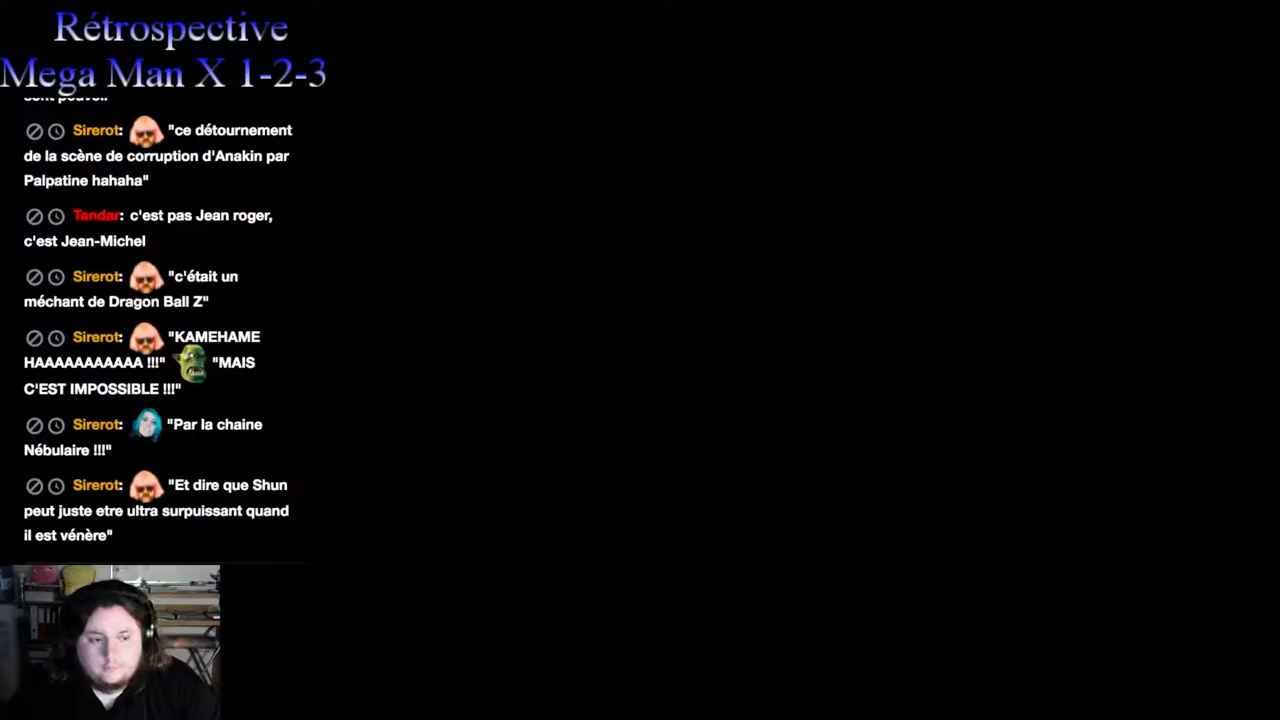 Rétrospective
Mega Man X 1-2-3
Sirerot: "ce détournement
de la scène de corruption d'Anakin par
Palpatine hahaha"
Tandar: c'est pas Jean roger,
c'est Jean-Michel
Sirerot: "c'était un
méchant de Dragon Ball Z"
Sirerot: "KAMEHAME
HAAAAAAAAAAA !!!" "MAIS
C'EST IMPOSSIBLE !!!"
Sirerot: "Par la chaine
Nébulaire !!!"
Sirerot: "Et dire que Shun
peut juste etre ultra surpuissant quand
il est vénère"